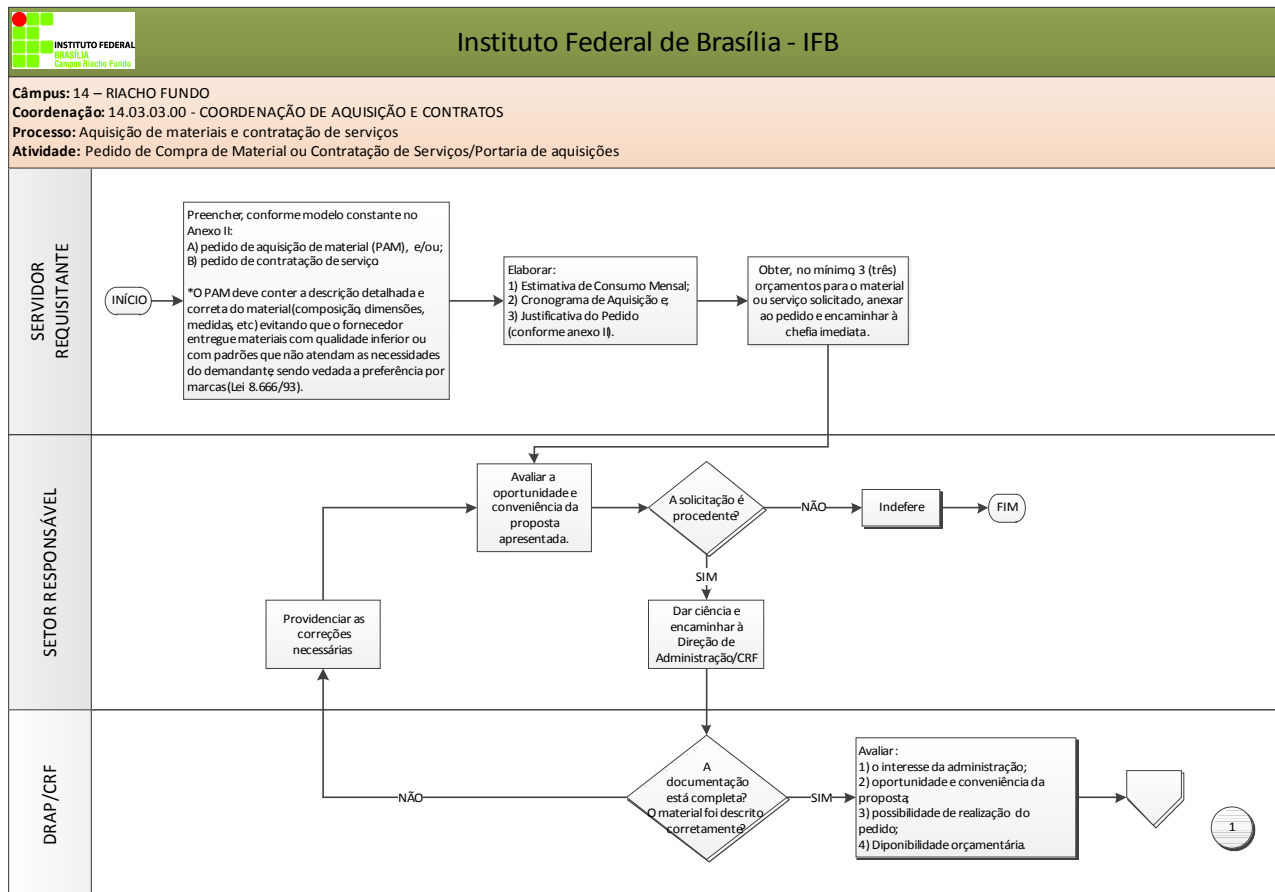 INSTITUTO FEDERAL
BRASÍLIA
Campus Riacho Fundo
Instituto Federal de Brasília - IFB
Câmpus: 14 – RIACHO FUNDO
Coordenação: 14.03.03.00 - COORDENAÇÃO DE AQUISIÇÃO E CONTRATOS
Processo: Aquisição de materiais e contratação de serviços
Atividade: Pedido de Compra de Material ou Contratação de Serviços/Portaria de aquisições
SERVIDOR
REQUISITANTE
INÍCIO
Preencher, conforme modelo constante no
Anexo II:
A) pedido de aquisição de material (PAM), e/ou;
B) pedido de contratação de serviço.
*O PAM deve conter a descrição detalhada e
correta do material (composição, dimensões,
medidas, etc) evitando que o fornecedor
entregue materiais com qualidade inferior ou
com padrões que não atendam as necessidades
do demandante, sendo vedada a preferência por
marcas (Lei 8.666/93).
Elaborar:
1) Estimativa de Consumo Mensal;
2) Cronograma de Aquisição e;
3) Justificativa do Pedido
(conforme anexo II).
Obter, no mínimo, 3 (três)
orçamentos para o material
ou serviço solicitado, anexar
ao pedido e encaminhar à
chefia imediata.
SETOR RESPONSÁVEL
Avaliar a
oportunidade e
conveniência da
proposta
apresentada.
A solicitação é
procedente?
NÃO
Indefere
FIM
SIM
Providenciar as
correções
necessárias
Dar ciência e
encaminhar à
Direção de
Administração/CRF
DRAP/CRF
NÃO
A
documentação
está completa?
O material foi descrito
corretamente?
SIM
Avaliar:
1) o interesse da administração;
2) oportunidade e conveniência da
proposta;
3) possibilidade de realização do
pedido;
4) Diponibilidade orçamentária.
1